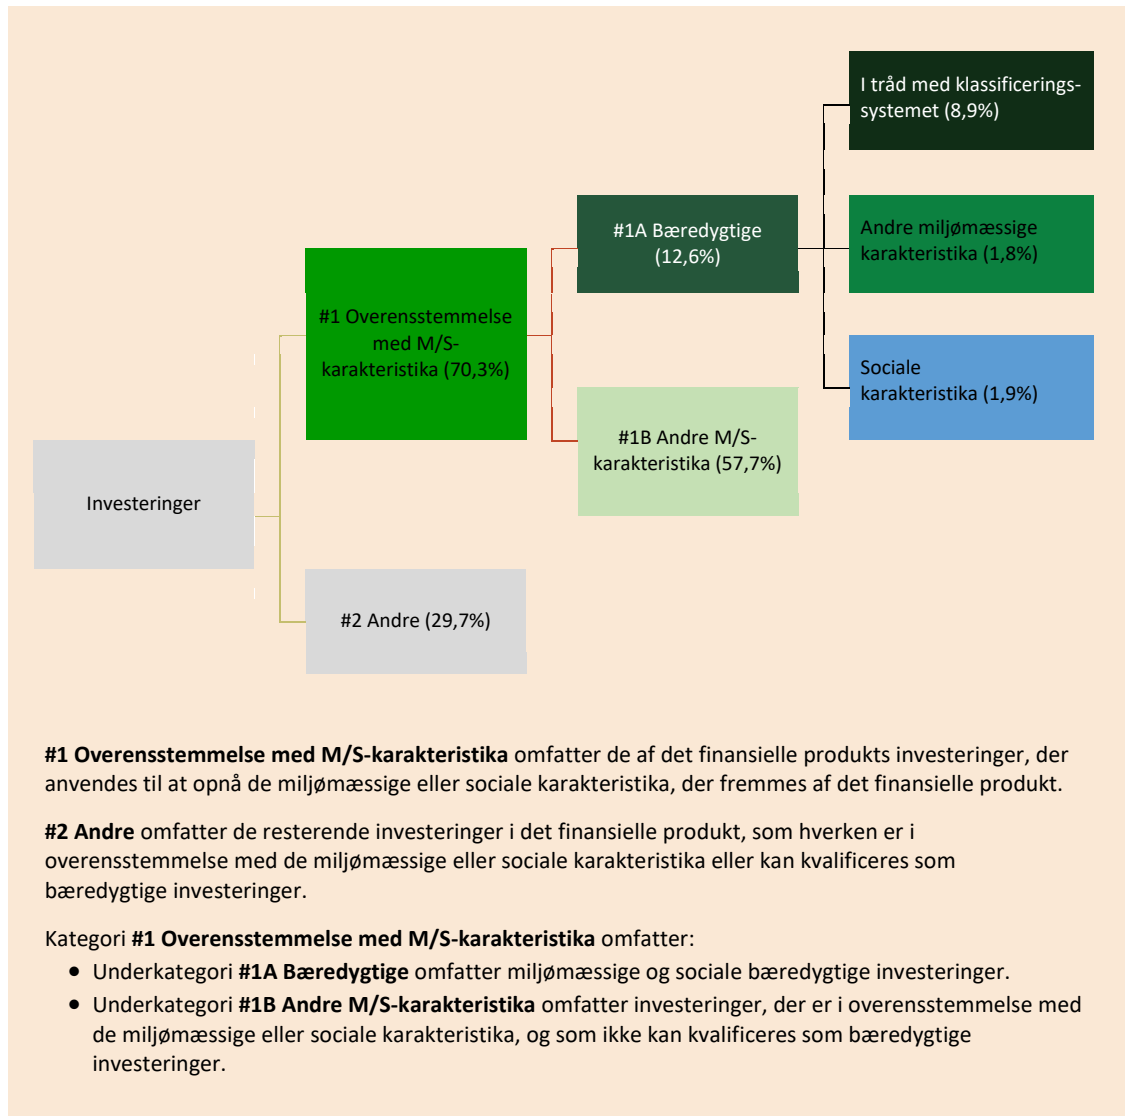 I tråd med klassificerings-
systemet (8,9%)
#1A Bæredygtige
(12,6%)
Andre miljømæssige
karakteristika (1,8%)
#1 Overensstemmelse
med M/S-
karakteristika (70,3%)
Sociale
karakteristika (1,9%)
#1B Andre M/S-
karakteristika (57,7%)
Investeringer
#2 Andre (29,7%)
#1 Overensstemmelse med M/S-karakteristika omfatter de af det finansielle produkts investeringer, der
anvendes til at opnå de miljømæssige eller sociale karakteristika, der fremmes af det finansielle produkt.
#2 Andre omfatter de resterende investeringer i det finansielle produkt, som hverken er i
overensstemmelse med de miljømæssige eller sociale karakteristika eller kan kvalificeres som
bæredygtige investeringer.
Kategori #1 Overensstemmelse med M/S-karakteristika omfatter:
• Underkategori #1A Bæredygtige omfatter miljømæssige og sociale bæredygtige investeringer.
• Underkategori #1B Andre M/S-karakteristika omfatter investeringer, der er i overensstemmelse med
de miljømæssige eller sociale karakteristika, og som ikke kan kvalificeres som bæredygtige
investeringer.